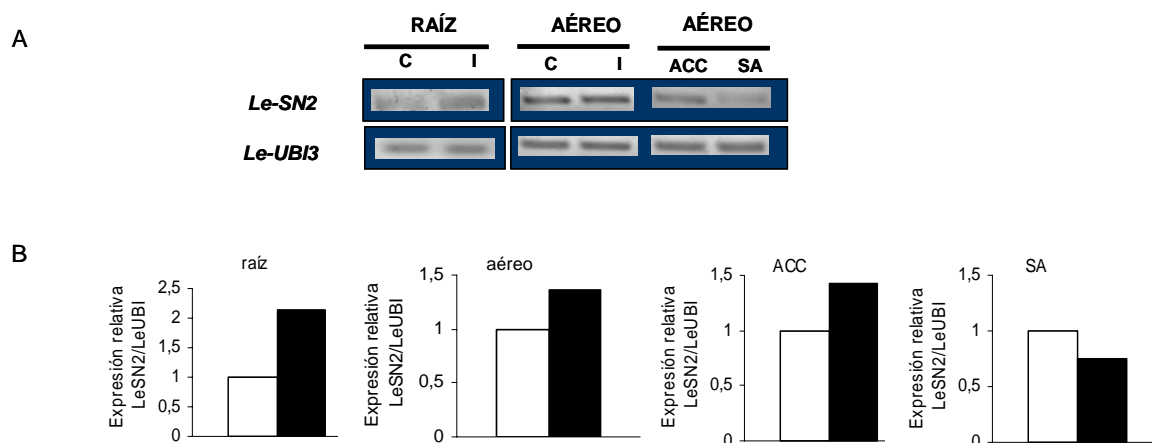 A
RAÍZ AÉREO AÉREO
C I C I ACC SA
Le-SN2
Le-UBI3
B
raíz
Expresión relativa
LeSN2/LeUBI
2,5
2
1,5
1
0,5
0
aéreo
Expresión relativa
LeSN2/LeUBI
1,5
1
0,5
0
ACC
Expresión relativa
LeSN2/LeUBI
1,5
1
0,5
0
SA
Expresión relativa
LeSN2/LeUBI
1,5
1
0,5
0